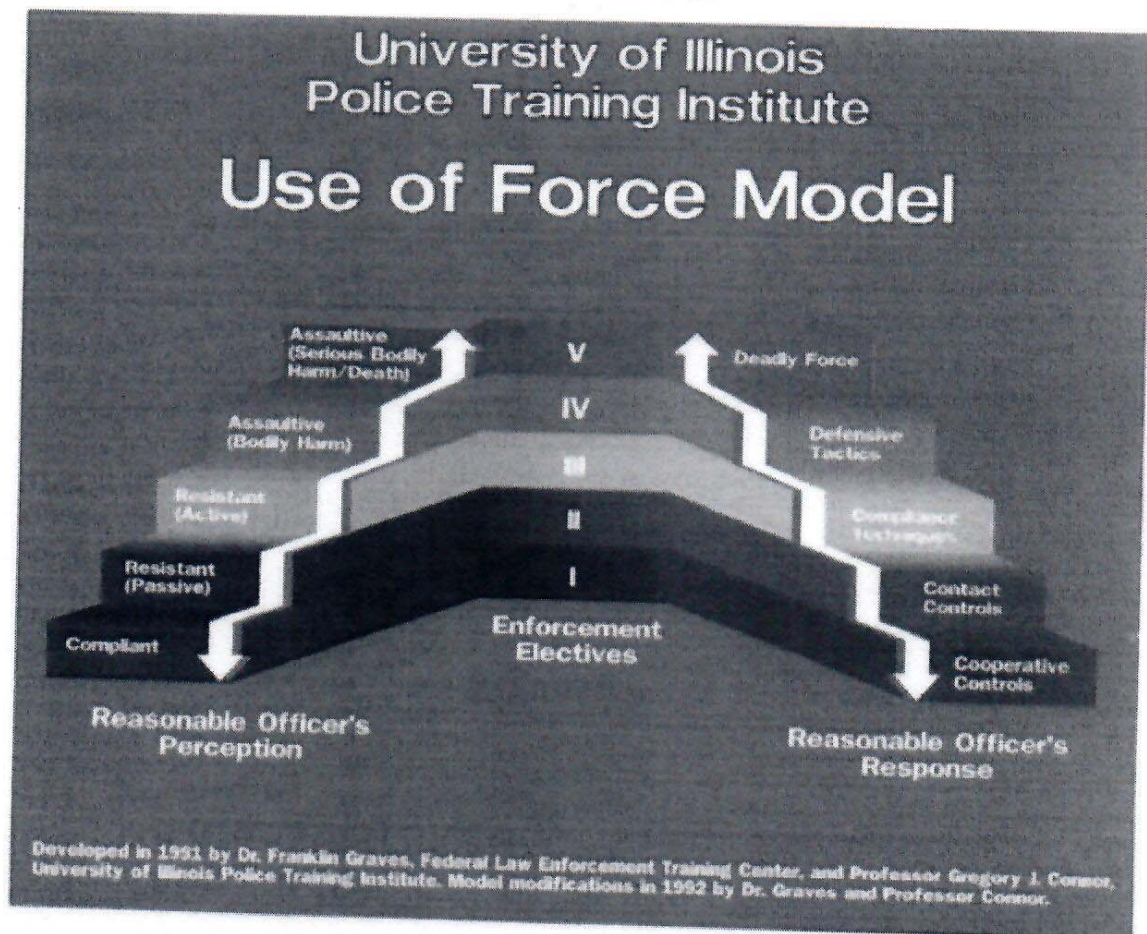 University of Illinois
Police Training Institute
Use of Force Model
Assaultive
(Serious Bodily
Harm/Death)
V
Deadly Force
Assaultive
(Bodily Harm)
IV
Defensive
Tactics
Resistant
(Active)
III
Compliance
Techniques
Resistant
(Passive)
II
Contact
Controls
Compliant
I
Cooperative
Controls
Enforcement
Electives
Reasonable Officer's
Perception
Reasonable Officer's
Response
Developed in 1991 by Dr. Franklin Graves, Federal Law Enforcement Training Center, and Professor Gregory J. Connor,
University of Illinois Police Training Institute. Model modifications in 1992 by Dr. Graves and Professor Connor.